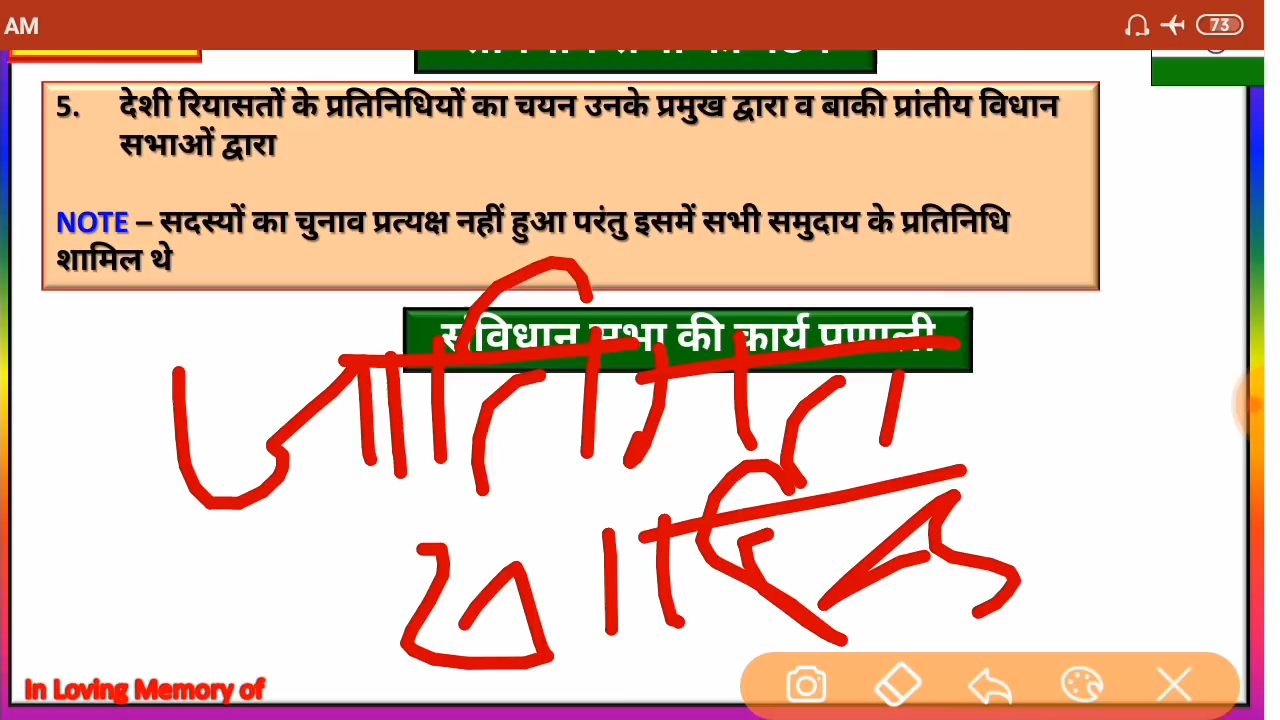 AM
73
5. देशी रियासतों के प्रतिनिधियों का चयन उनके प्रमुख द्वारा व बाकी प्रांतीय विधान
सभाओं द्वारा
NOTE – सदस्यों का चुनाव प्रत्यक्ष नहीं हुआ परंतु इसमें सभी समुदाय के प्रतिनिधि
शामिल थे
संविधान सभा की कार्य प्रणाली
In Loving Memory of